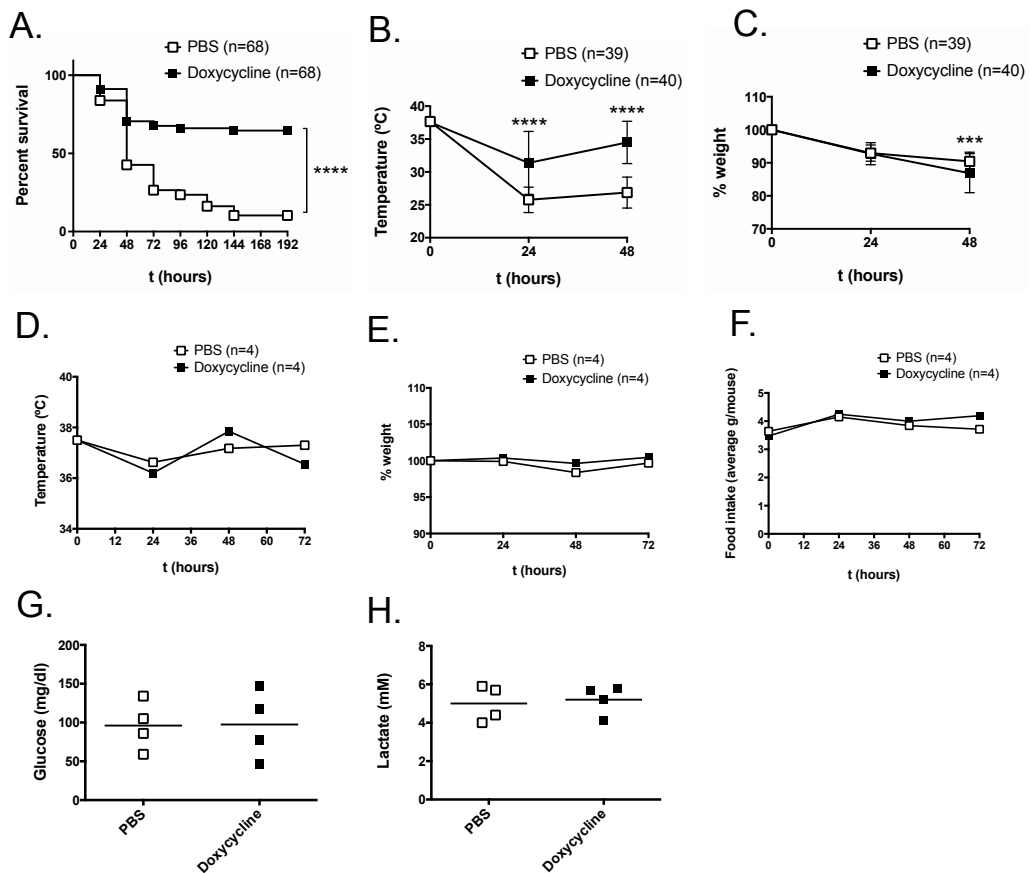 A.
PBS (n=68)
Doxycycline (n=68)
Percent survival
100
50
0
****
0 24 48 72 96 120 144 168 192
t (hours)
B.
PBS (n=39)
Doxycycline (n=40)
Temperature (ºC)
40
35
30
25
20
**** ****
0 24 48
t (hours)
C.
PBS (n=39)
Doxycycline (n=40)
% weight
110
100
90
80
70
***
0 24 48
t (hours)
D.
PBS (n=4)
Doxycycline (n=4)
Temperature (ºC)
40
38
36
34
0 12 24 36 48 60 72
t (hours)
E.
PBS (n=4)
Doxycycline (n=4)
% weight
110
105
100
95
90
0 24 48 72
t (hours)
F.
PBS (n=4)
Doxycycline (n=4)
Food intake (average g/mouse)
5
4
3
2
1
0
0 12 24 36 48 60 72
t (hours)
G.
Glucose (mg/dl)
200
150
100
50
0
PBS
Doxycycline
H.
Lactate (mM)
8
6
4
2
0
PBS
Doxycycline